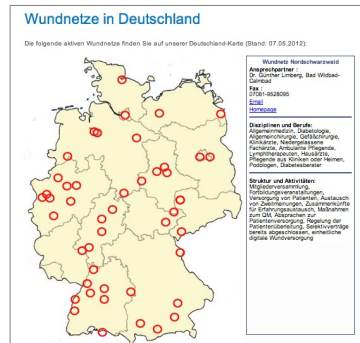 Wundnetze in Deutschland
Die folgende aktiven Wundnetze finden Sie auf unserer Deutschland-Karte (Stand: 07.05.2012):
Wundnetz Nordschwarzwald
Ansprechpartner :
Dr. Günther Limberg, Bad Wildbad-
Calmbad
Fax :
07081-9528095
Email
Homepage
Disziplinen und Berufe:
Allgemeinmedizin, Diabetologie,
Allgemeinchirurgie, Gefäßchirurgie,
Klinikärzte, Niedergelassene
Fachärzte, Ambulante Pflegende,
Lymphtherapeuten, Hausärzte,
Pflegende aus Kliniken oder Heimen,
Podologen, Diabetesberater
Struktur und Aktivitäten:
Mitgliederversammlung,
Fortbildungsveranstaltungen,
Versorgung von Patienten, Austausch
von Zweitmeinungen, Zusammenkünfte
für Erfahrungsaustausch, Maßnahmen
zum QM, Absprachen zur
Patientenversorgung, Regelung der
Patientenüberleitung, Selektivverträge
bereits abgeschlossen, einheitliche
digitale Wundversorgung